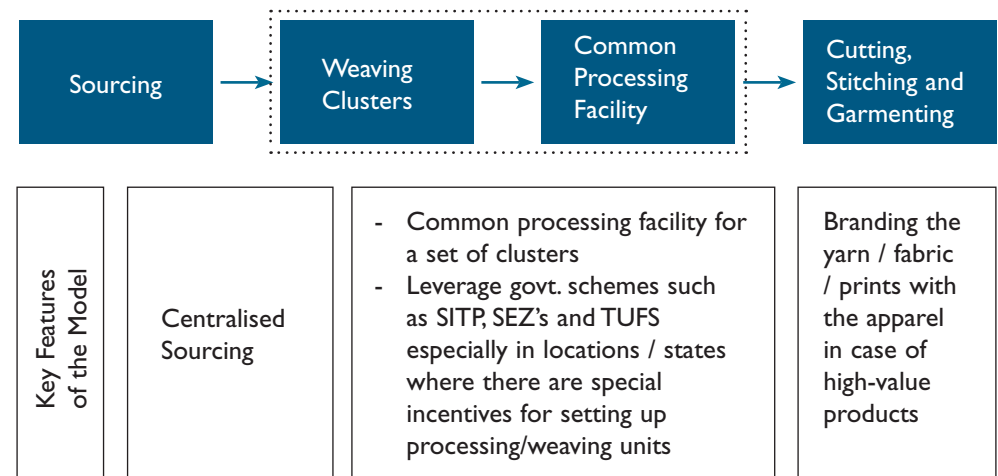 Sourcing
Weaving
Clusters
Common
Processing
Facility
Cutting,
Stitching and
Garmenting
Key Features
of the Model
Centralised
Sourcing
- Common processing facility for
a set of clusters
- Leverage govt. schemes such
as SITP, SEZ's and TUFS
especially in locations / states
where there are special
incentives for setting up
processing/weaving units
Branding the
yarn / fabric
/ prints with
the apparel
in case of
high-value
products